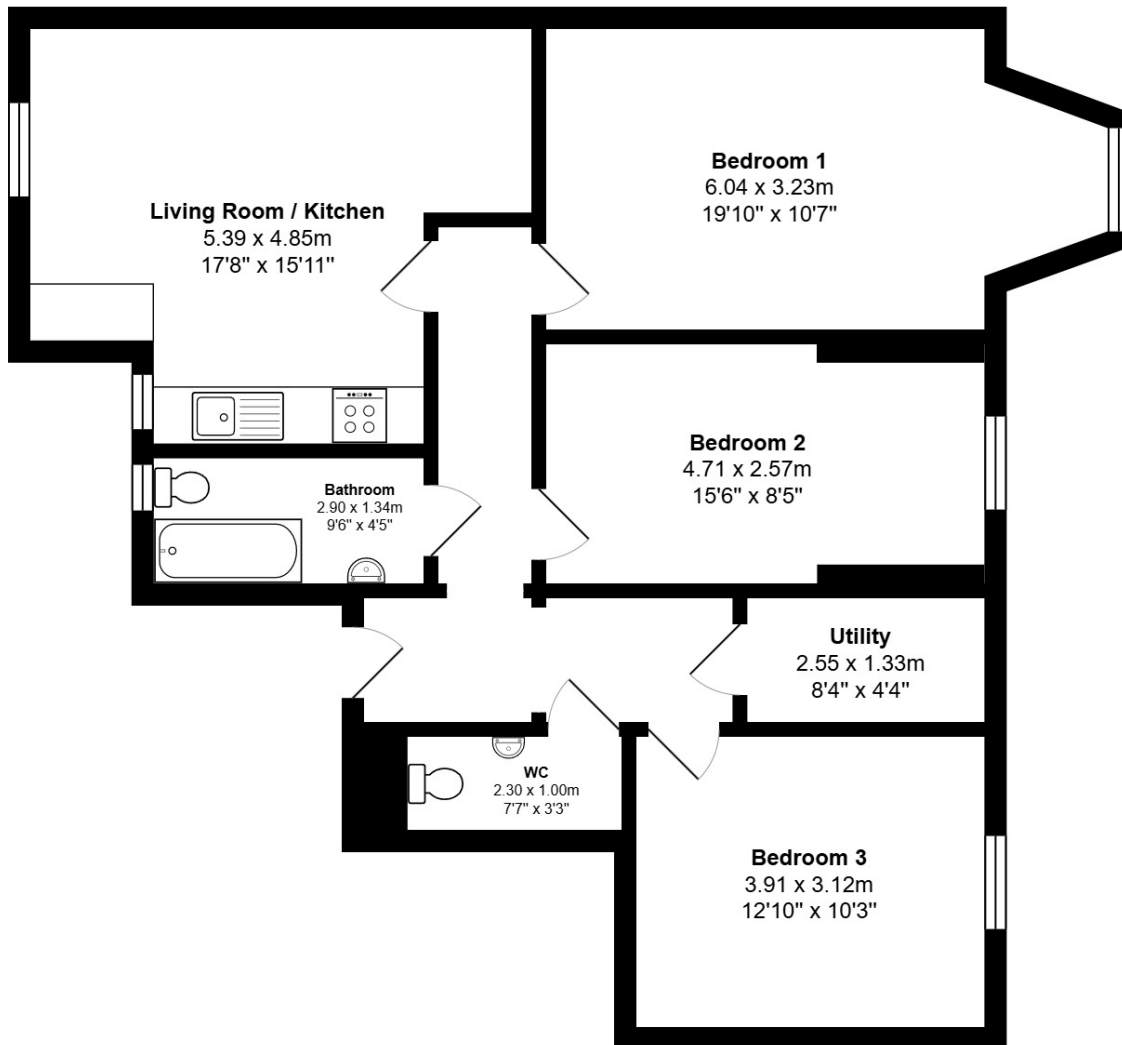 Living Room / Kitchen
5.39 x 4.85m
17'8" x 15'11"
Bedroom 1
6.04 x 3.23m
19'10" x 10'7"
Bedroom 2
4.71 x 2.57m
15'6" x 8'5"
Bathroom
2.90 x 1.34m
9'6" x 4'5"
Utility
2.55 x 1.33m
8'4" x 4'4"
WC
2.30 x 1.00m
7'7" x 3'3"
Bedroom 3
3.91 x 3.12m
12'10" x 10'3"